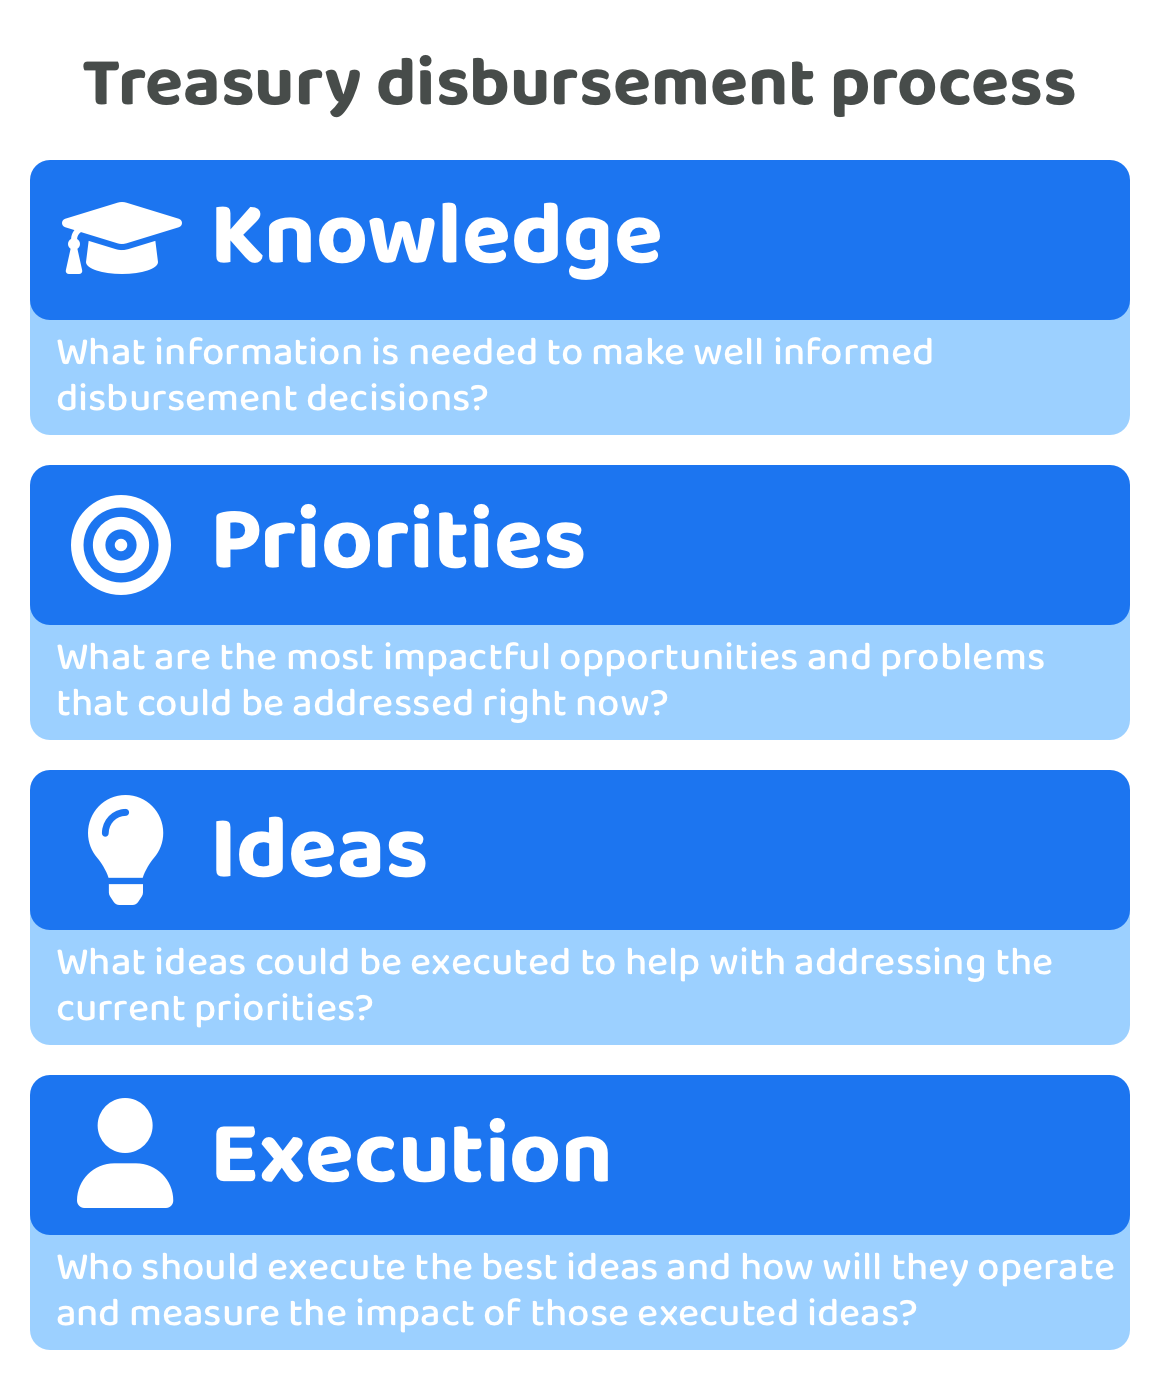 Treasury disbursement process
Knowledge
What information is needed to make well informed
disbursement decisions?
Priorities
What are the most impactful opportunities and problems
that could be addressed right now?
Ideas
What ideas could be executed to help with addressing the
current priorities?
Execution
Who should execute the best ideas and how will they operate
and measure the impact of those executed ideas?